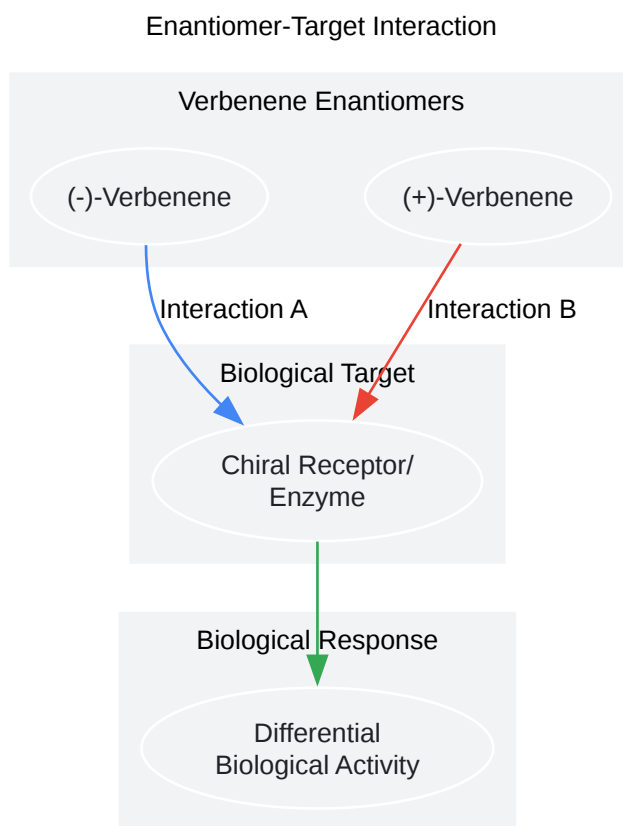 Enantiomer-Target Interaction
Verbenene Enantiomers
(-)-Verbenene
(+)-Verbenene
Interaction A
Interaction B
Biological Target
Chiral Receptor/
Enzyme
Biological Response
Differential
Biological Activity